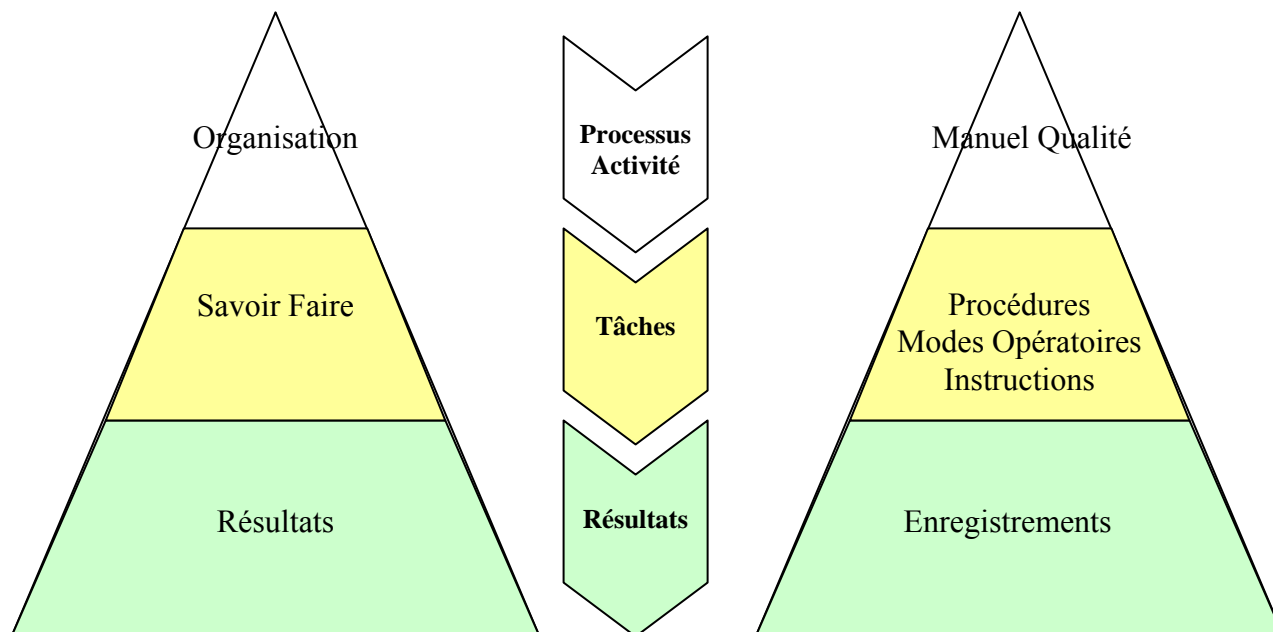 Organisation
Processus
Activité
Manuel Qualité
Savoir Faire
Tâches
Procédures
Modes Opératoires
Instructions
Résultats
Résultats
Enregistrements